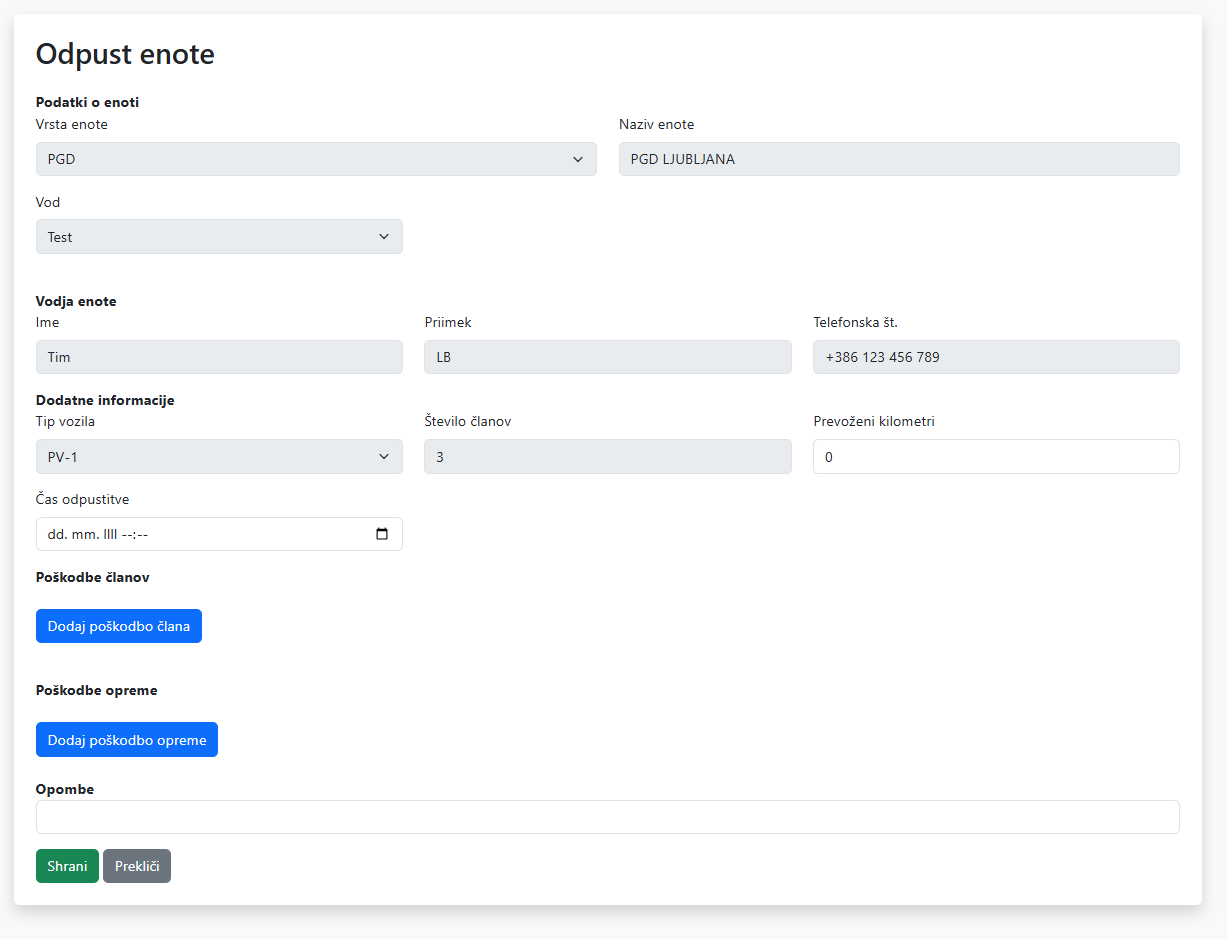 Odpust enote
Podatki o enoti
Vrsta enote Naziv enote
PGD PGD LJUBLJANA
Vod
Test
Vodja enote
Ime Priimek Telefonska št.
Tim LB +386 123 456 789
Dodatne informacije
Tip vozila Število članov Prevoženi kilometri
PV-1 3 0
Čas odpustitve
dd. mm. llll --:--
Poškodbe članov
Dodaj poškodbo člana
Poškodbe opreme
Dodaj poškodbo opreme
Opombe
Shrani Prekliči